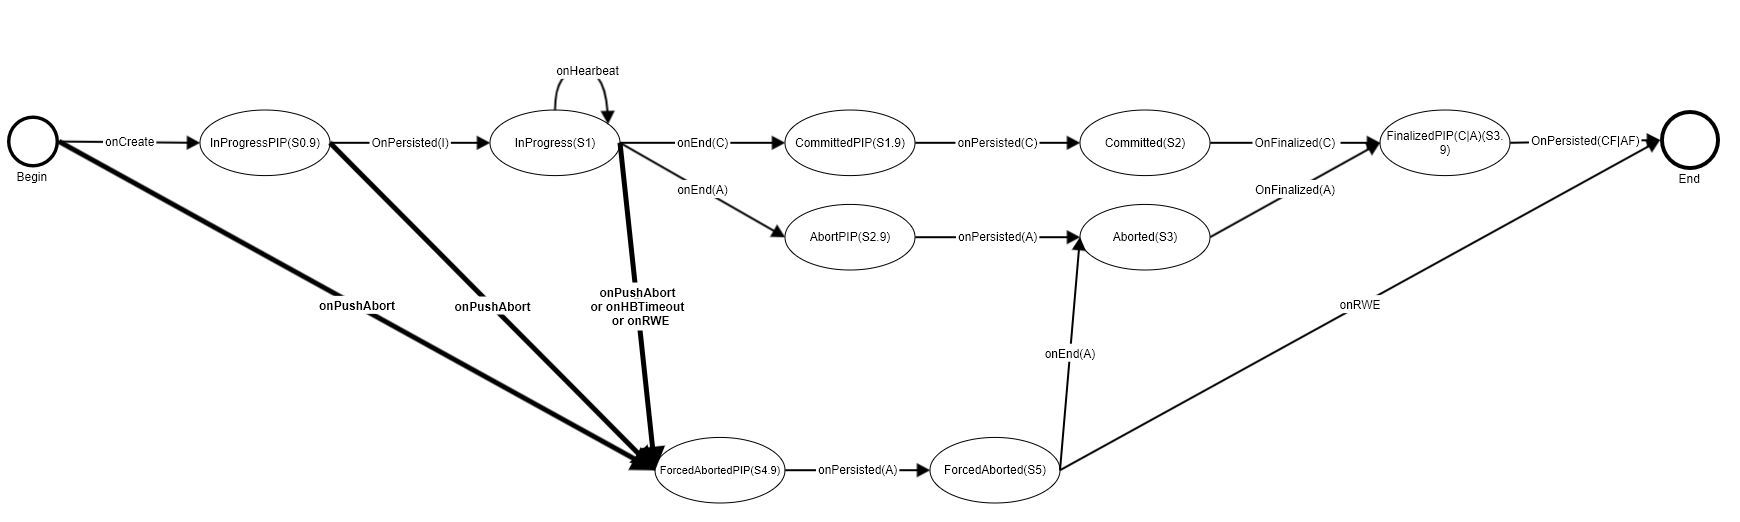 onHearbeat
onCreate
InProgressPIP(S0.9)
OnPersisted(I)
InProgress(S1)
onEnd(C)
CommittedPIP(S1.9)
onPersisted(C)
Committed(S2)
OnFinalized(C)
FinalizedPIP(C|A)(S3.
9)
OnPersisted(CF|AF)
Begin
End
onEnd(A)
OnFinalized(A)
AbortPIP(S2.9)
onPersisted(A)
Aborted(S3)
onPushAbort
onPushAbort
onPushAbort
or onHBTimeout
or onRWE
onRWE
onEnd(A)
ForcedAbortedPIP(S4.9)
onPersisted(A)
ForcedAborted(S5)